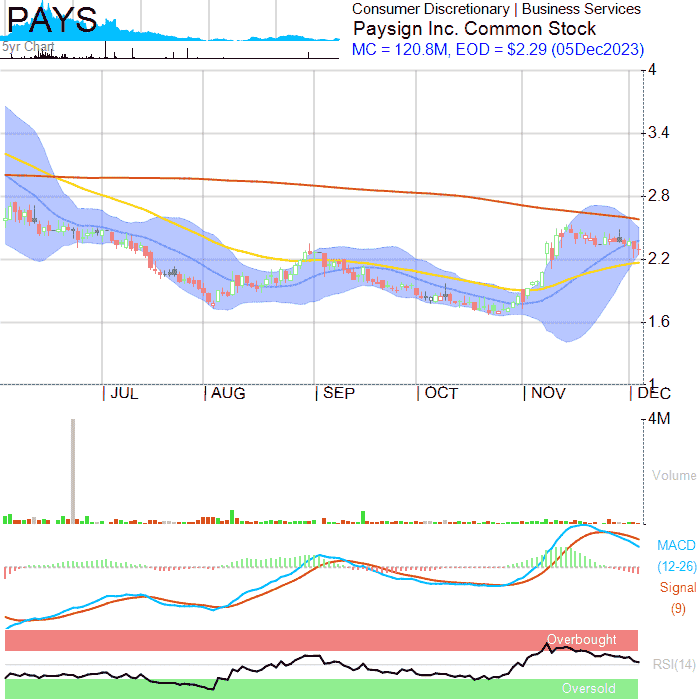 PAYS
5yr Chart
Consumer Discretionary | Business Services
Paysign Inc. Common Stock
MC = 120.8M, EOD = $2.29 (05Dec2023)
4
3.4
2.8
2.2
1.6
1
JUL AUG SEP OCT NOV DEC
4M
Volume
MACD
(12-26)
Signal
(9)
Overbought
RSI(14)
Oversold